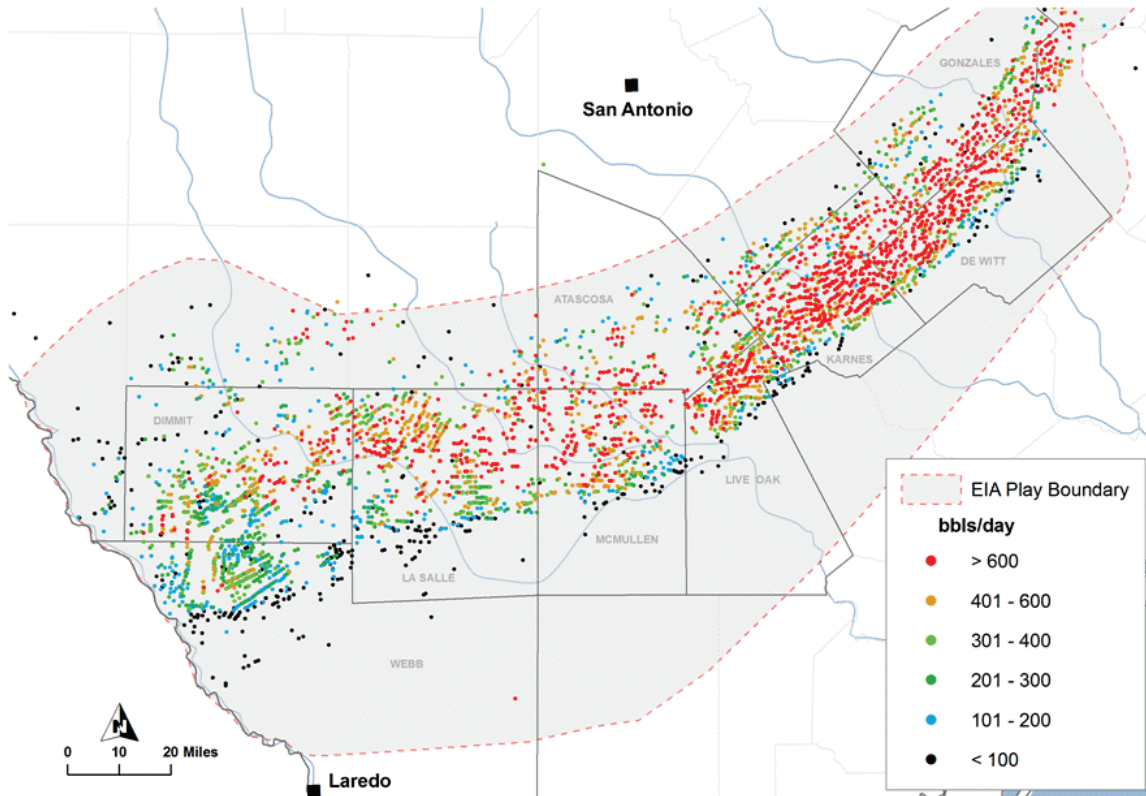 GONZALES
San Antonio
DE WITT
ATASCOSA
KARNES
DIMMIT
LIVE OAK
MCMULLEN
LA SALLE
WEBB
EIA Play Boundary
bbls/day
> 600
401 - 600
301 - 400
201 - 300
101 - 200
< 100
N
0 10 20 Miles
Laredo